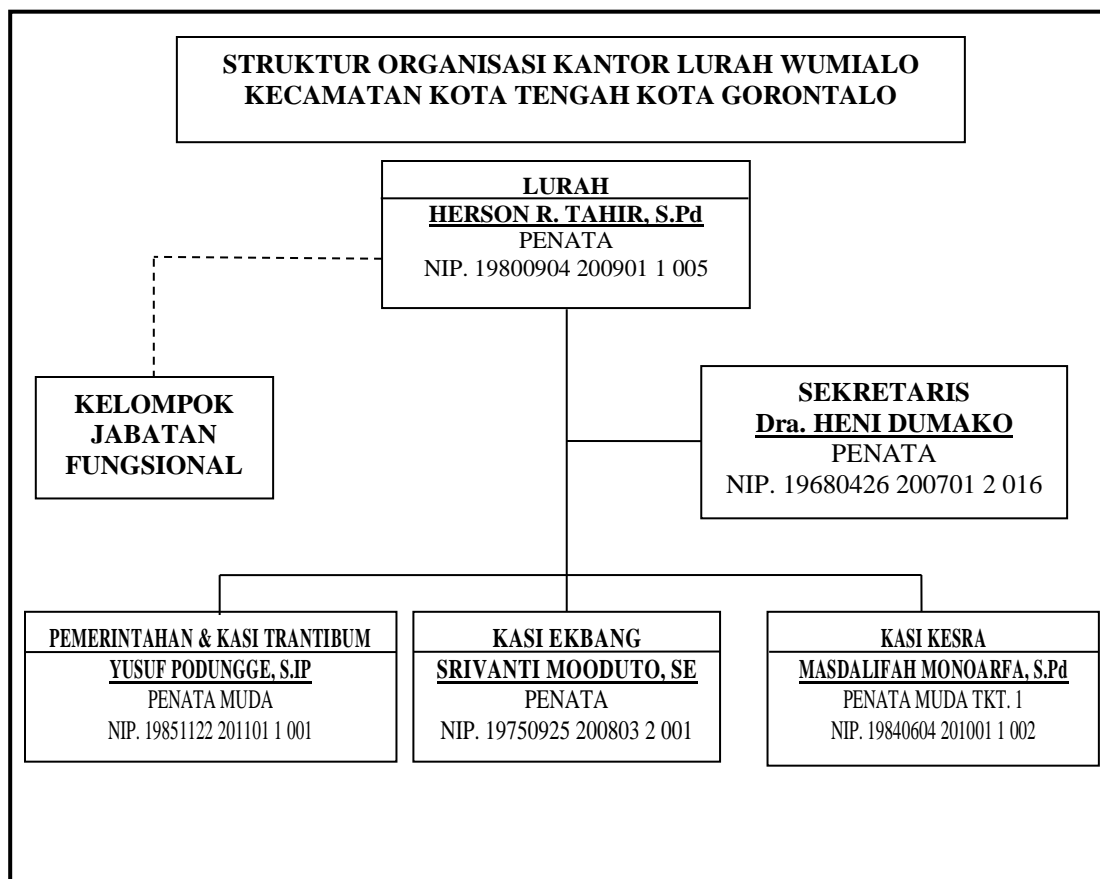 STRUKTUR ORGANISASI KANTOR LURAH WUMIALO
KECAMATAN KOTA TENGAH KOTA GORONTALO
LURAH
HERSON R. TAHIR, S.Pd
PENATA
NIP. 19800904 200901 1 005
KELOMPOK
JABATAN
FUNGSIONAL
SEKRETARIS
Dra. HENI DUMAKO
PENATA
NIP. 19680426 200701 2 016
PEMERINTAHAN & KASI TRANTIBUM
YUSUF PODUNGGE, S.IP
PENATA MUDA
NIP. 19851122 201101 1 001
KASI EKBANG
SRIVANTI MOODUTO, SE
PENATA
NIP. 19750925 200803 2 001
KASI KESRA
MASDALIFAH MONOARFA, S.Pd
PENATA MUDA TKT. 1
NIP. 19840604 201001 1 002